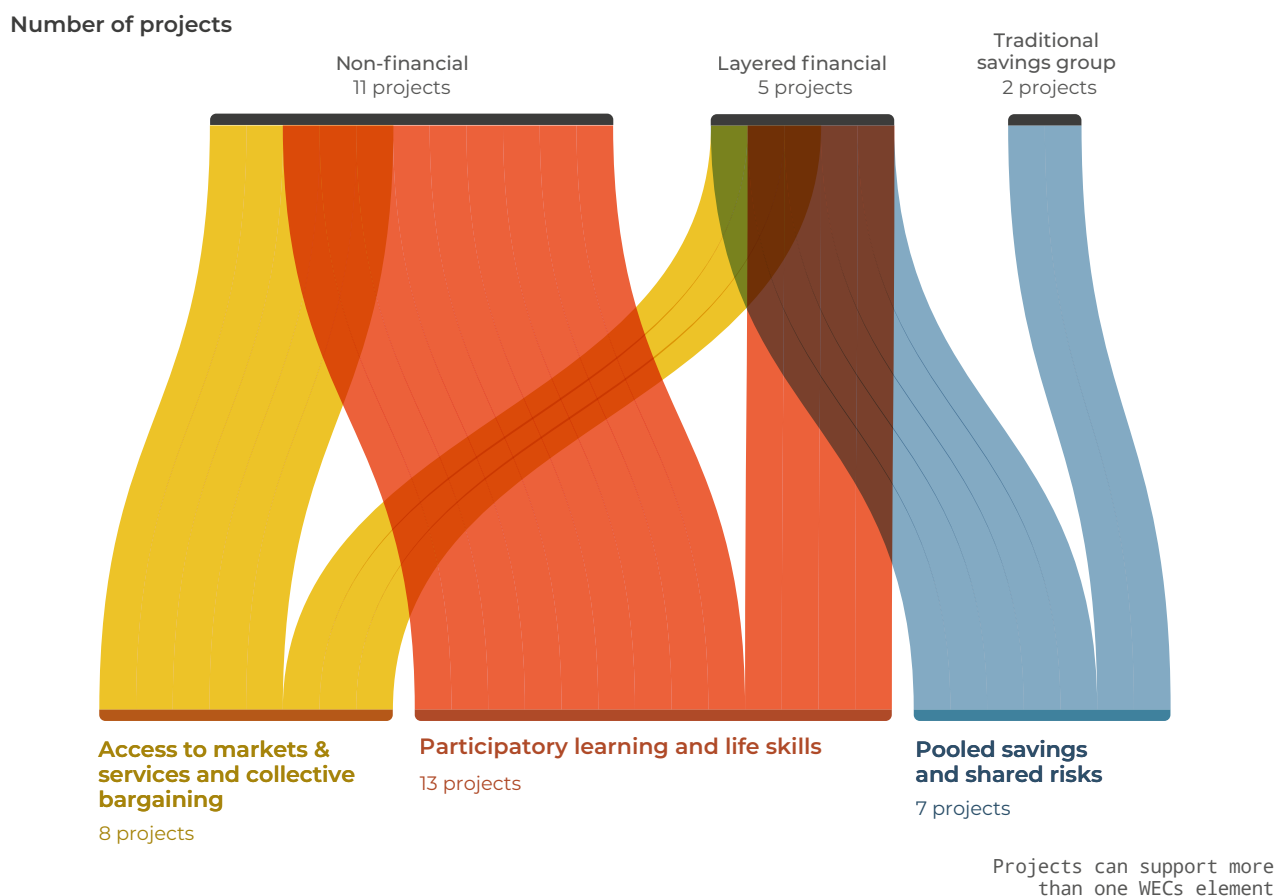 Number of projects
Non-financial
11 projects
Layered financial
5 projects
Traditional
savings group
2 projects
Access to markets &
services and collective
bargaining
8 projects
Participatory learning and life skills
13 projects
Pooled savings
and shared risks
7 projects
Projects can support more
than one WECs element